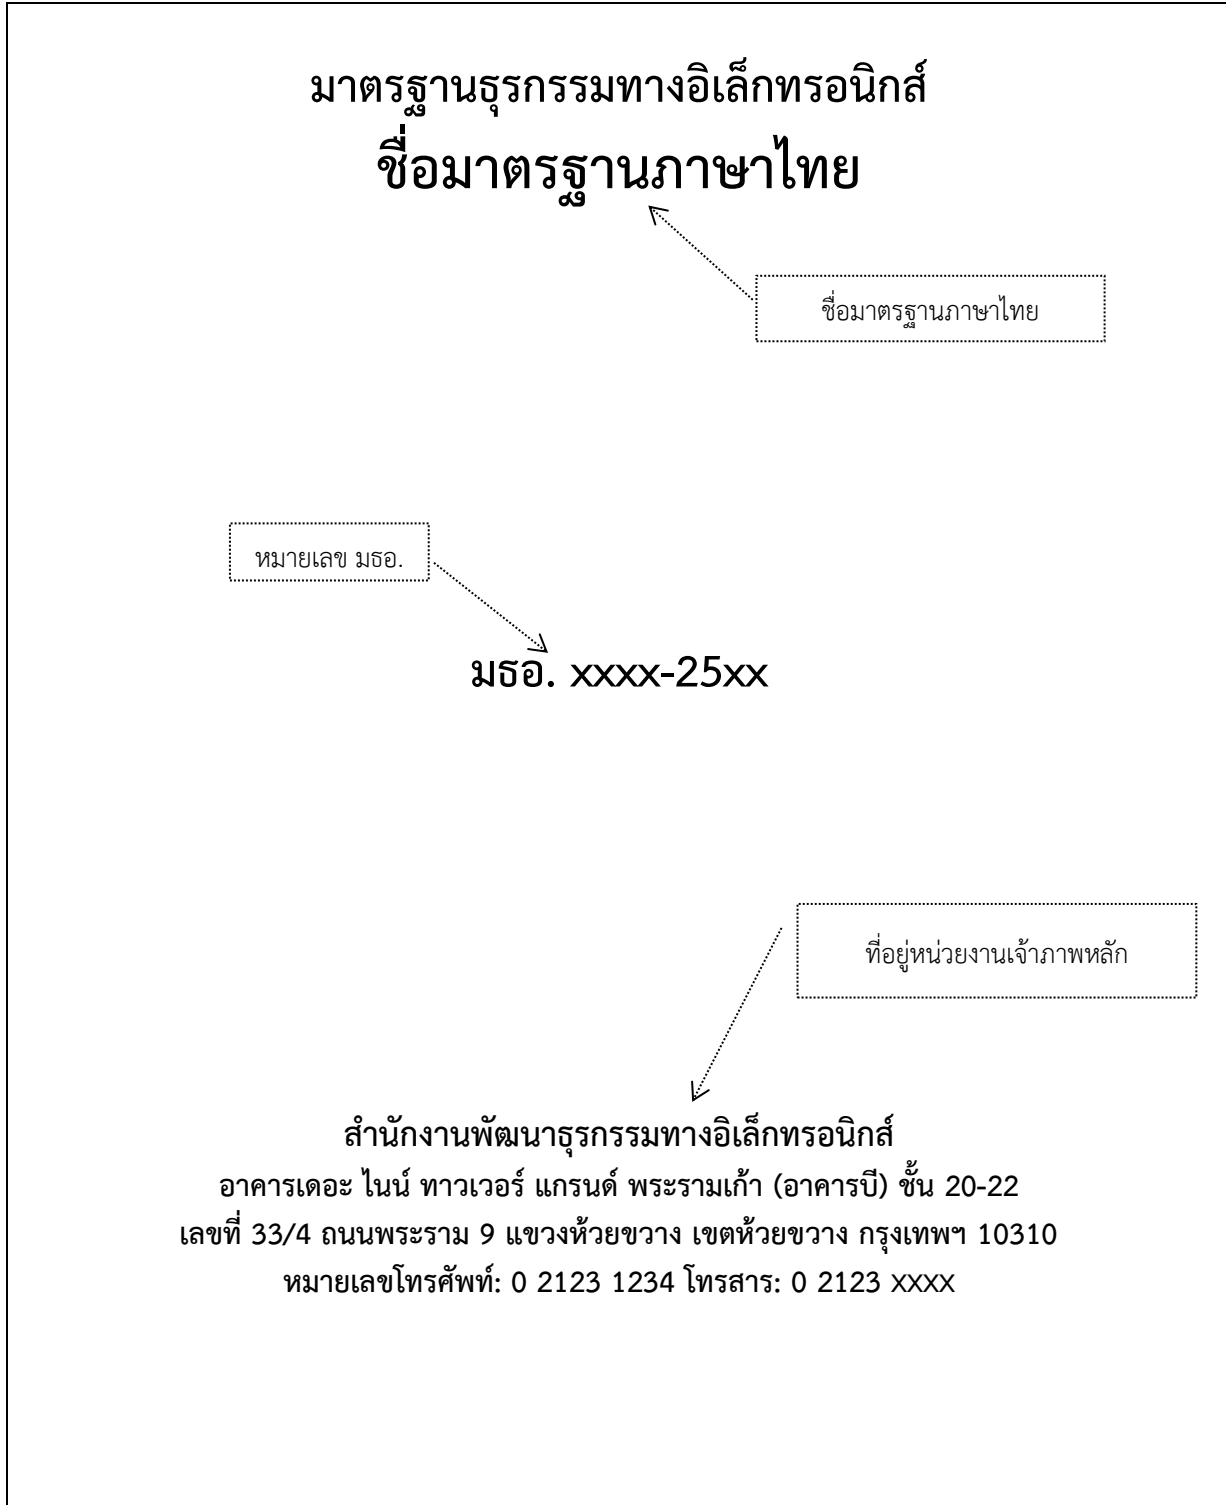 มาตรฐานธุรกรรมทางอิเล็กทรอนิกส์
ชื่อมาตรฐานภาษาไทย
ชื่อมาตรฐานภาษาไทย
หมายเลข มธอ.
มธอ. xxxx-25xx
ที่อยู่หน่วยงานเจ้าภาพหลัก
สำนักงานพัฒนาธุรกรรมทางอิเล็กทรอนิกส์
อาคารเดอะ ไนน์ ทาวเวอร์ แกรนด์ พระรามเก้า (อาคารบี) ชั้น 20-22
เลขที่ 33/4 ถนนพระราม 9 แขวงห้วยขวาง เขตห้วยขวาง กรุงเทพฯ 10310
หมายเลขโทรศัพท์: 0 2123 1234 โทรสาร: 0 2123 xxxx